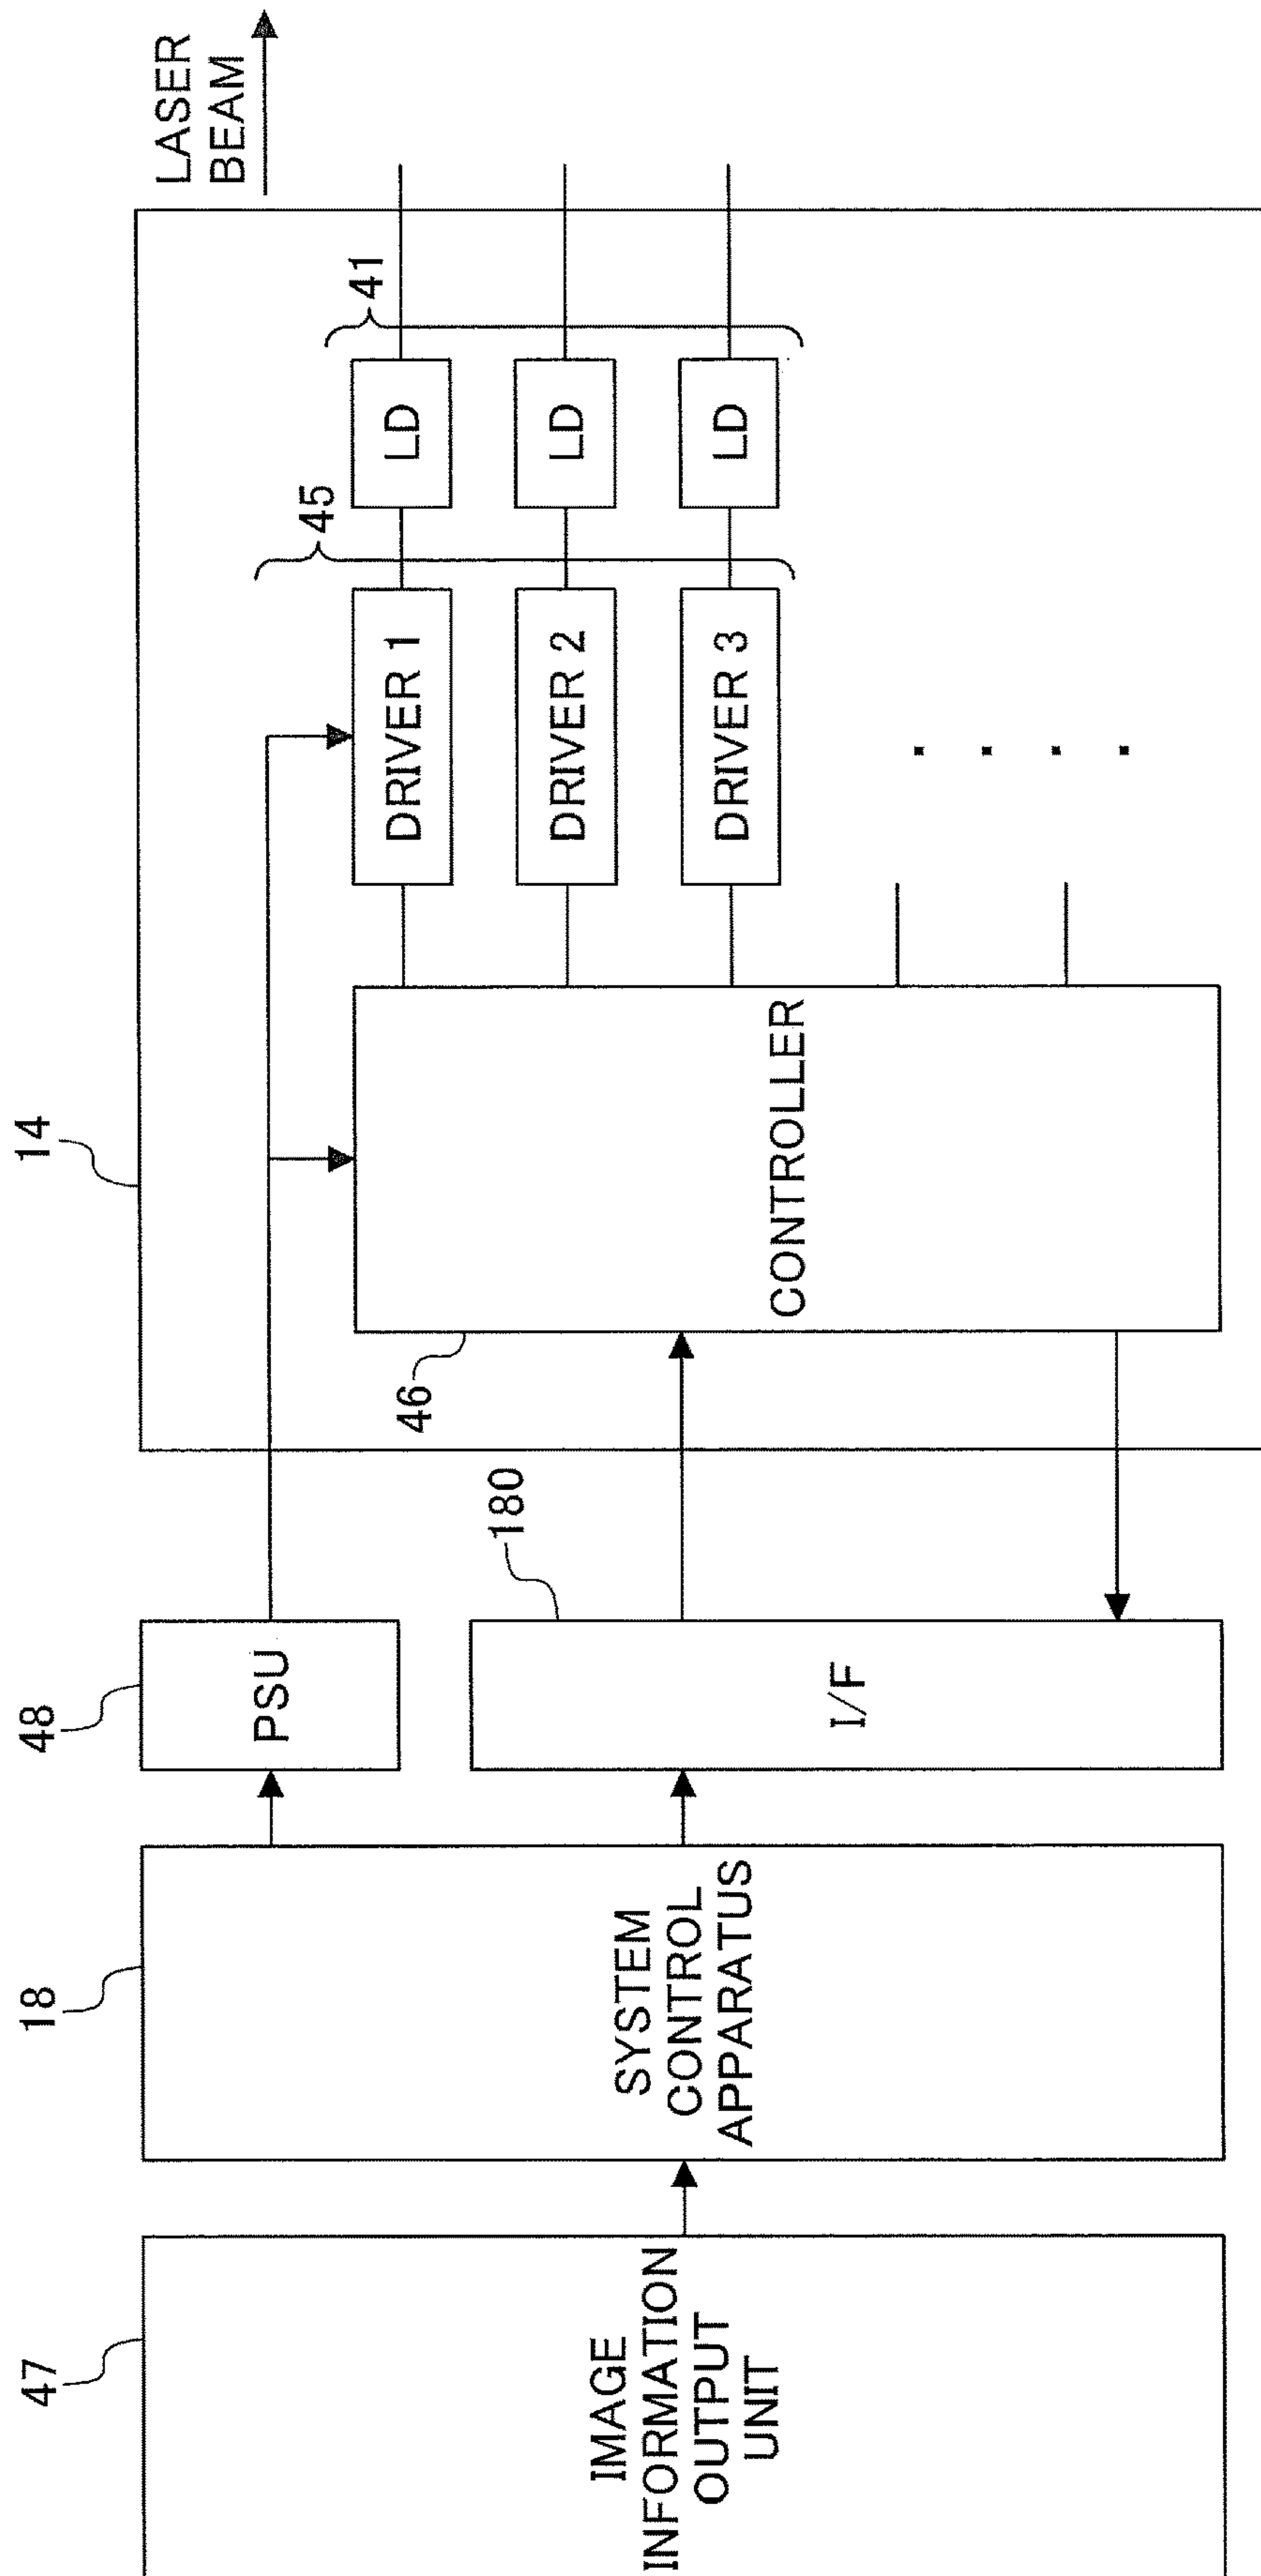 47
IMAGE
INFORMATION
OUTPUT
UNIT
18
SYSTEM
CONTROL
APPARATUS
48
PSU
180
I/F
14
46
CONTROLLER
45
DRIVER 1
DRIVER 2
DRIVER 3
41
LD
LD
LD
LASER
BEAM